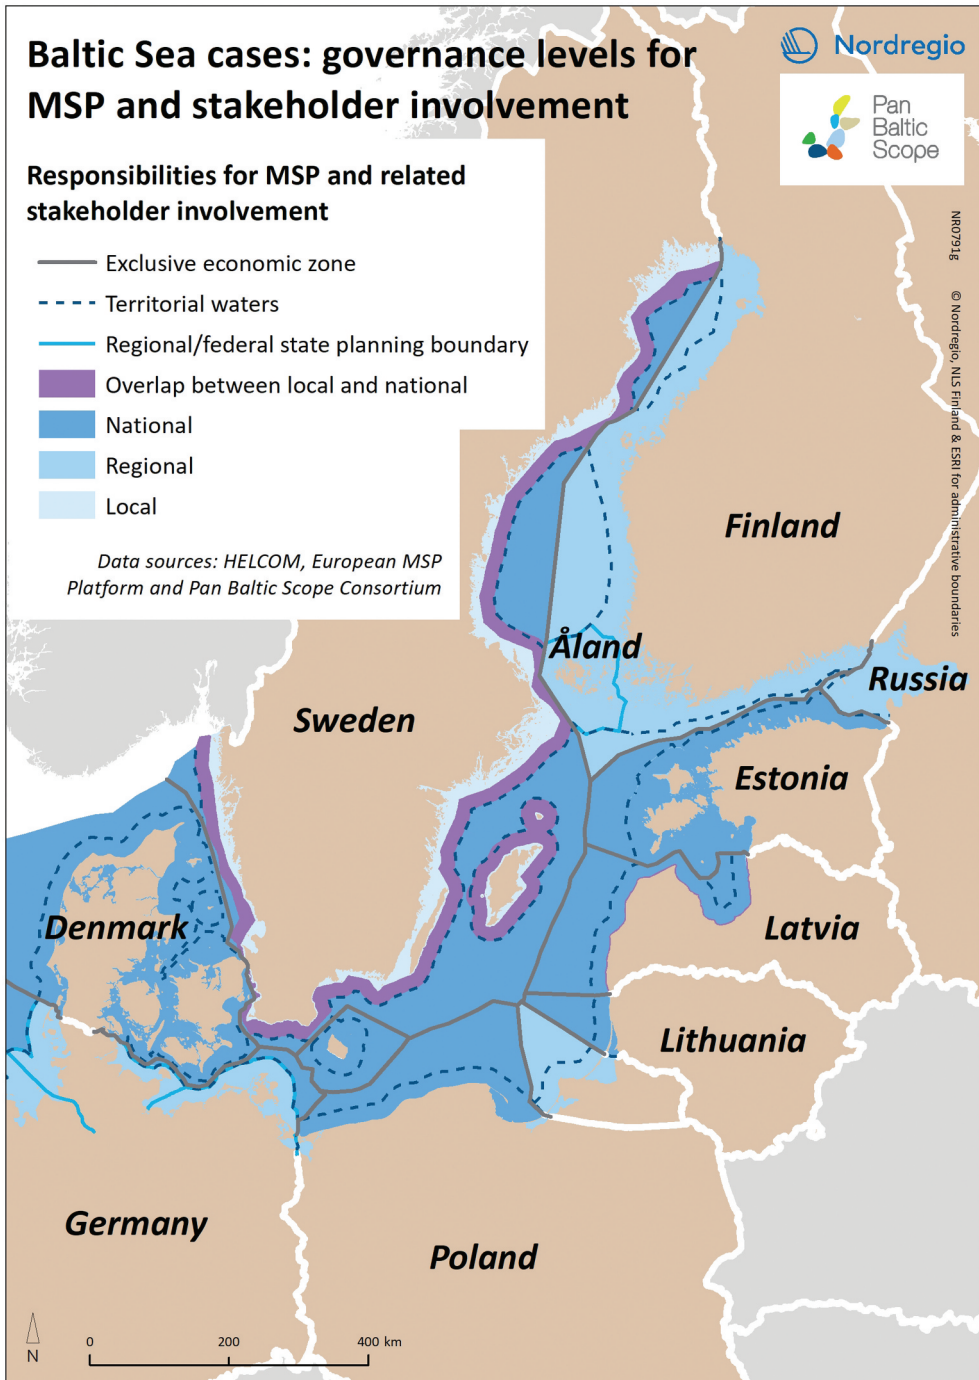 Baltic Sea cases: governance levels for
MSP and stakeholder involvement
Nordregio
Pan
Baltic
Scope
Responsibilities for MSP and related
stakeholder involvement
Exclusive economic zone
Territorial waters
Regional/federal state planning boundary
Overlap between local and national
National
Regional
Local
Data sources: HELCOM, European MSP
Platform and Pan Baltic Scope Consortium
NR0791g © Nordregio, NLS Finland & ESRI for administrative boundaries
Finland
Åland
Russia
Sweden
Estonia
Denmark
Latvia
Lithuania
Germany
Poland
N
0 200 400 km